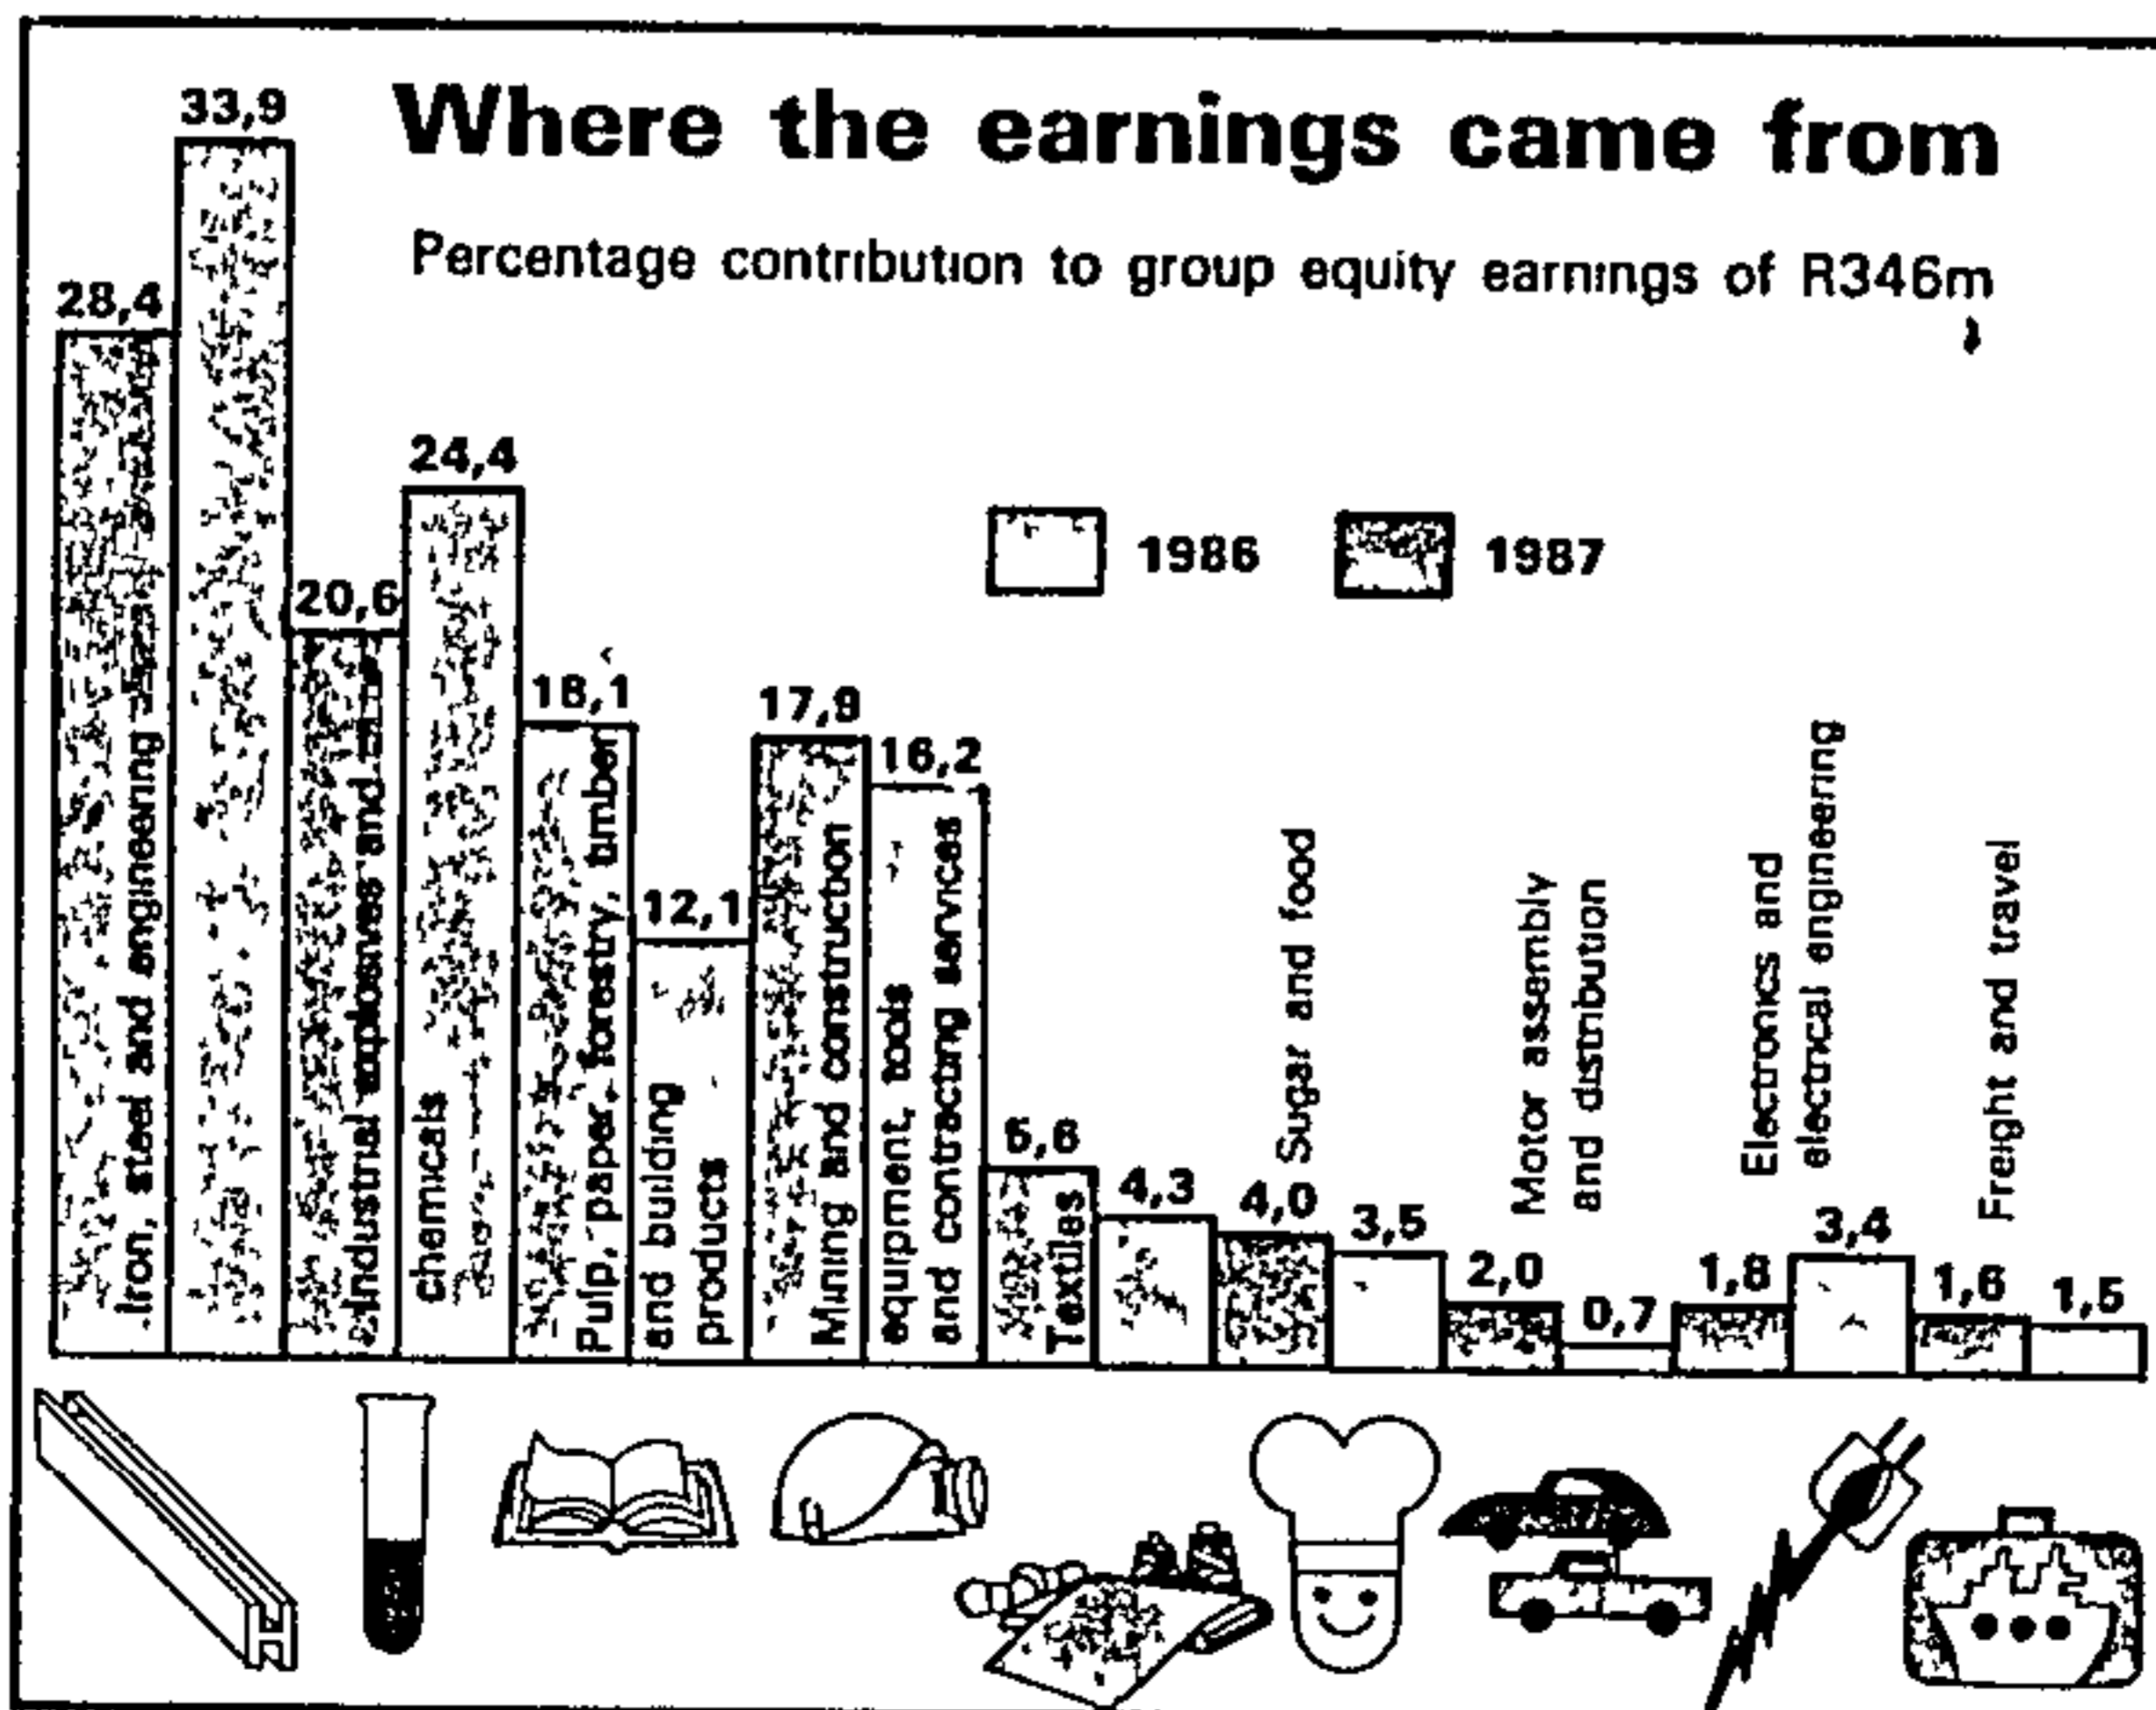 Where the earnings came from
Percentage contribution to group equity earnings of R346m
1986
1987
28,4
33,9
Iron, steel and engineering
20,6
24,4
Industrial explosives and
chemicals
18,1
12,1
Pulp, paper, forestry, timber
and building
products
17,9
16,2
Mining and construction
equipment, tools
and contracting services
5,6
4,3
Textiles
4,0
3,5
Sugar and food
2,0
0,7
Motor assembly
and distribution
1,8
3,4
Electronics and
electrical engineering
1,6
1,5
Freight and travel